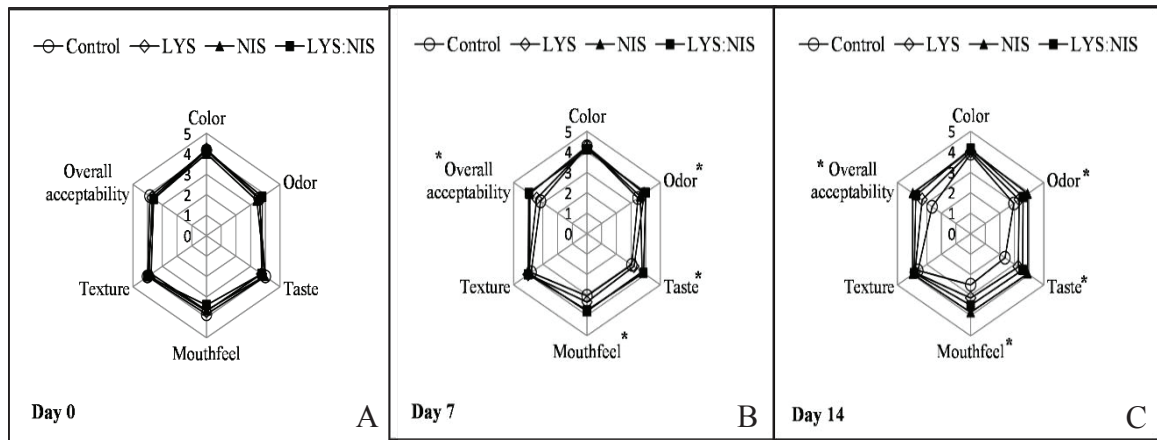 Control LYS NIS LYS:NIS
Color
5
4
3
2
1
0
Overall
acceptability
Odor
Texture
Taste
Mouthfeel
Day 0
A
Control LYS NIS LYS:NIS
Color
5
4
3
2
1
0
* Overall
acceptability
Odor*
Texture
Taste*
Mouthfeel*
Day 7
B
Control LYS NIS LYS:NIS
Color
5
4
3
2
1
0
* Overall
acceptability
Odor*
Texture
Taste*
Mouthfeel*
Day 14
C